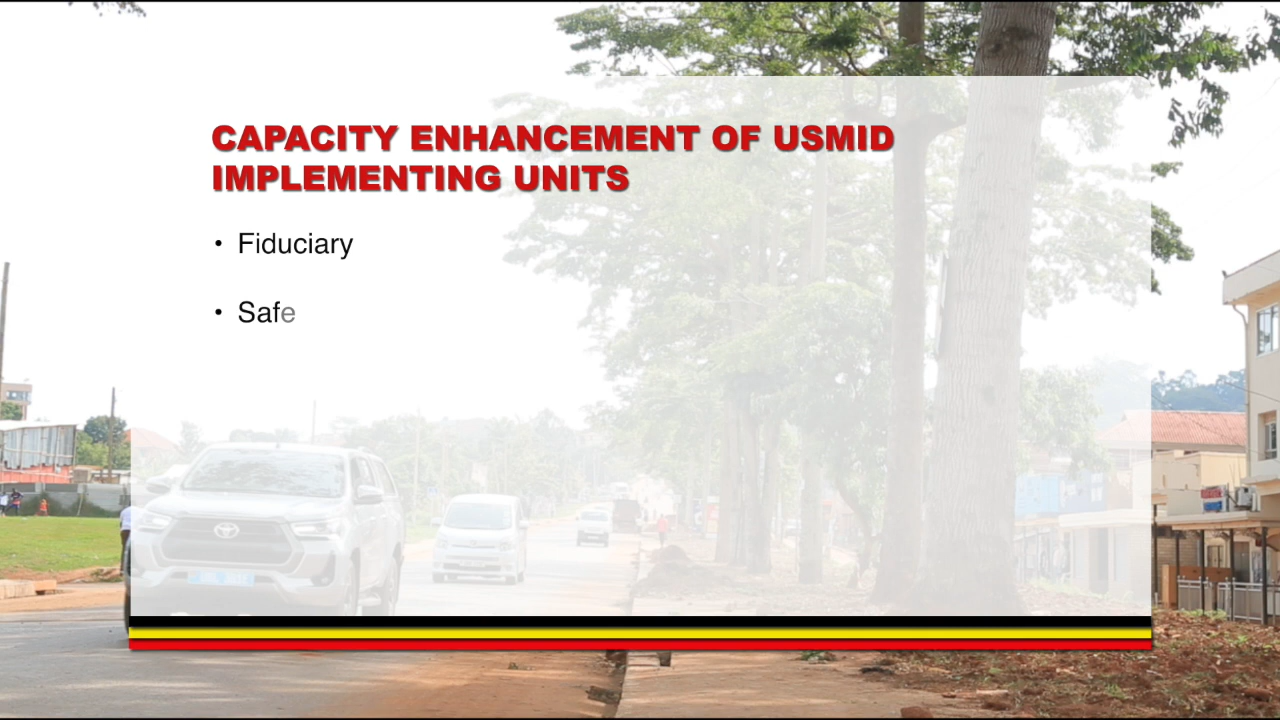 CAPACITY ENHANCEMENT OF USMID
IMPLEMENTING UNITS
• Fiduciary
• Safe